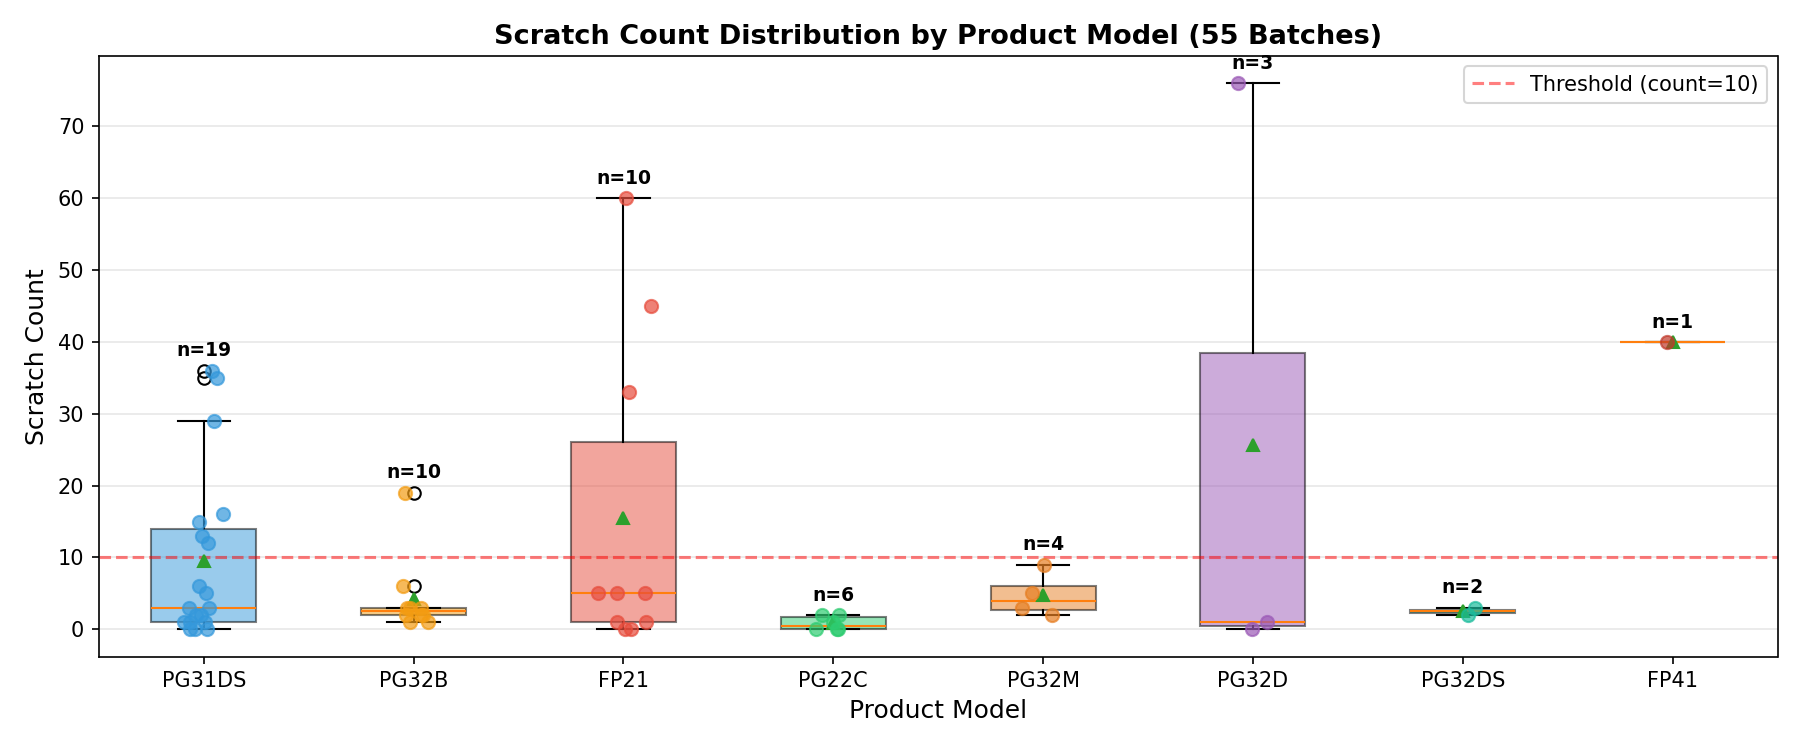 Scratch Count Distribution by Product Model (55 Batches)
Threshold (count=10)
Scratch Count
70
60
50
40
30
20
10
0
n=19
n=10
n=10
n=6
n=4
n=3
n=2
n=1
PG31DS
PG32B
FP21
PG22C
PG32M
PG32D
PG32DS
FP41
Product Model